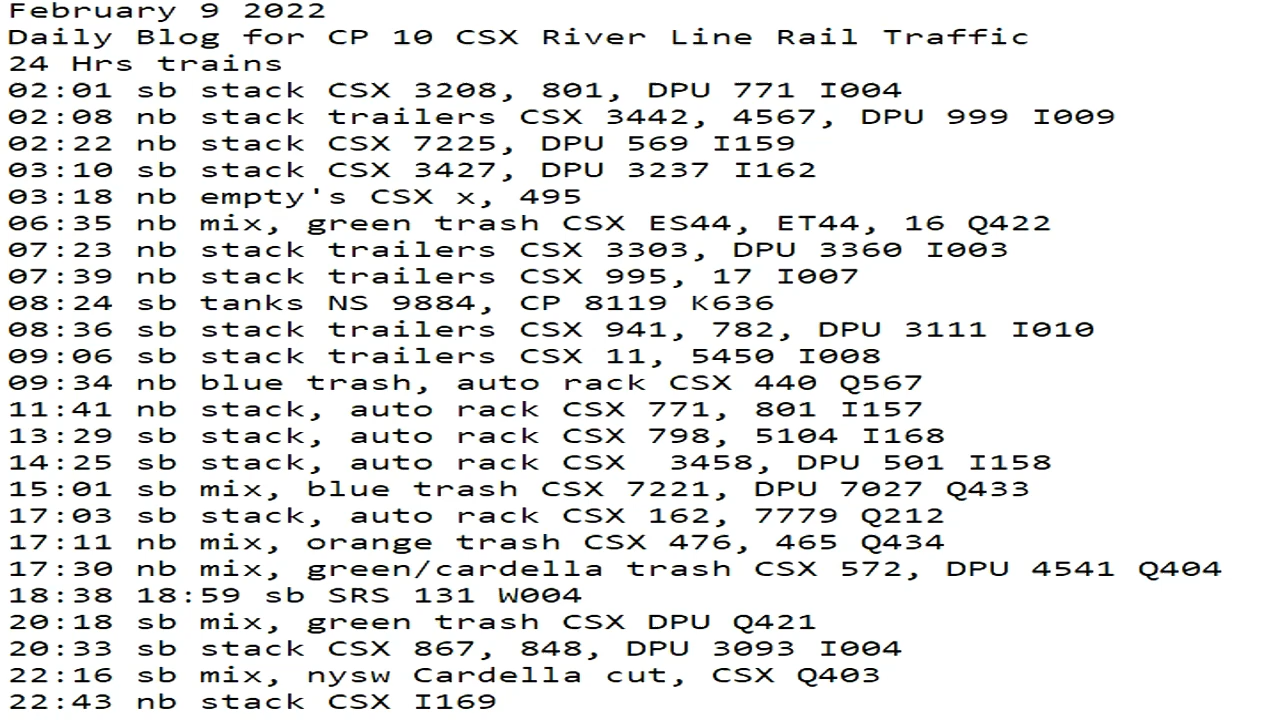 February 9 2022
Daily Blog for CP 10 CSX River Line Rail Traffic
24 Hrs trains
02:01 sb stack CSX 3208, 801, DPU 771 I004
02:08 nb stack trailers CSX 3442, 4567, DPU 999 I009
02:22 nb stack CSX 7225, DPU 569 I159
03:10 sb stack CSX 3427, DPU 3237 I162
03:18 nb empty's CSX x, 495
06:35 nb mix, green trash CSX ES44, ET44, 16 Q422
07:23 nb stack trailers CSX 3303, DPU 3360 I003
07:39 nb stack trailers CSX 995, 17 I007
08:24 sb tanks NS 9884, CP 8119 K636
08:36 sb stack trailers CSX 941, 782, DPU 3111 I010
09:06 sb stack trailers CSX 11, 5450 I008
09:34 nb blue trash, auto rack CSX 440 Q567
11:41 nb stack, auto rack CSX 771, 801 I157
13:29 sb stack, auto rack CSX 798, 5104 I168
14:25 sb stack, auto rack CSX  3458, DPU 501 I158
15:01 sb mix, blue trash CSX 7221, DPU 7027 Q433
17:03 sb stack, auto rack CSX 162, 7779 Q212
17:11 nb mix, orange trash CSX 476, 465 Q434
17:30 nb mix, green/cardella trash CSX 572, DPU 4541 Q404
18:38 18:59 sb SRS 131 W004
20:18 sb mix, green trash CSX DPU Q421
20:33 sb stack CSX 867, 848, DPU 3093 I004
22:16 sb mix, nysw Cardella cut, CSX Q403
22:43 nb stack CSX I169